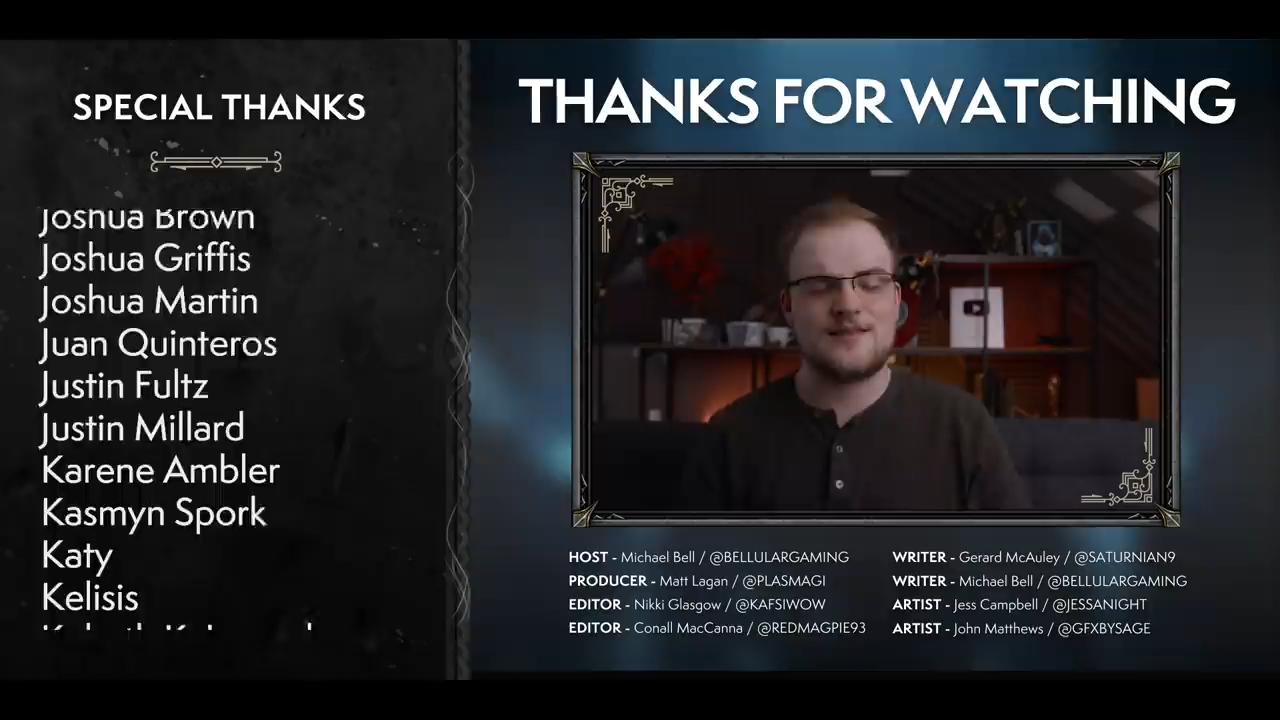 SPECIAL THANKS
Joshua Brown
Joshua Griffis
Joshua Martin
Juan Quinteros
Justin Fultz
Justin Millard
Karene Ambler
Kasmyn Spork
Katy
Kelisis
THANKS FOR WATCHING
HOST - Michael Bell / @BELLULARGAMING
PRODUCER - Matt Lagan / @PLASMAGI
EDITOR - Nikki Glasgow / @KAFSIWOW
EDITOR - Conall MacCanna / @REDMAGPIE93
WRITER - Gerard McAuley / @SATURNIAN9
WRITER - Michael Bell / @BELLULARGAMING
ARTIST - Jess Campbell / @JESSANIGHT
ARTIST - John Matthews / @GFXBYSAGE